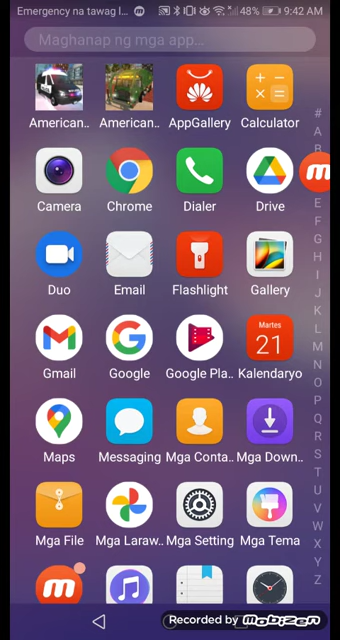 Emergency na tawag l... 48% 9:42 AM
Maghanap ng mga app...
American.. American.. AppGallery Calculator
#
A
B
Camera Chrome Dialer Drive
E
F
G
H
I
J
K
L
M
N
O
P
Q
R
S
T
U
V
W
X
Y
Z
Duo Email Flashlight Gallery
Martes
21
Gmail Google Google Pla.. Kalendaryo
Maps Messaging Mga Conta.. Mga Down..
Mga File Mga Laraw.. Mga Setting Mga Tema
Recorded by Mobizen